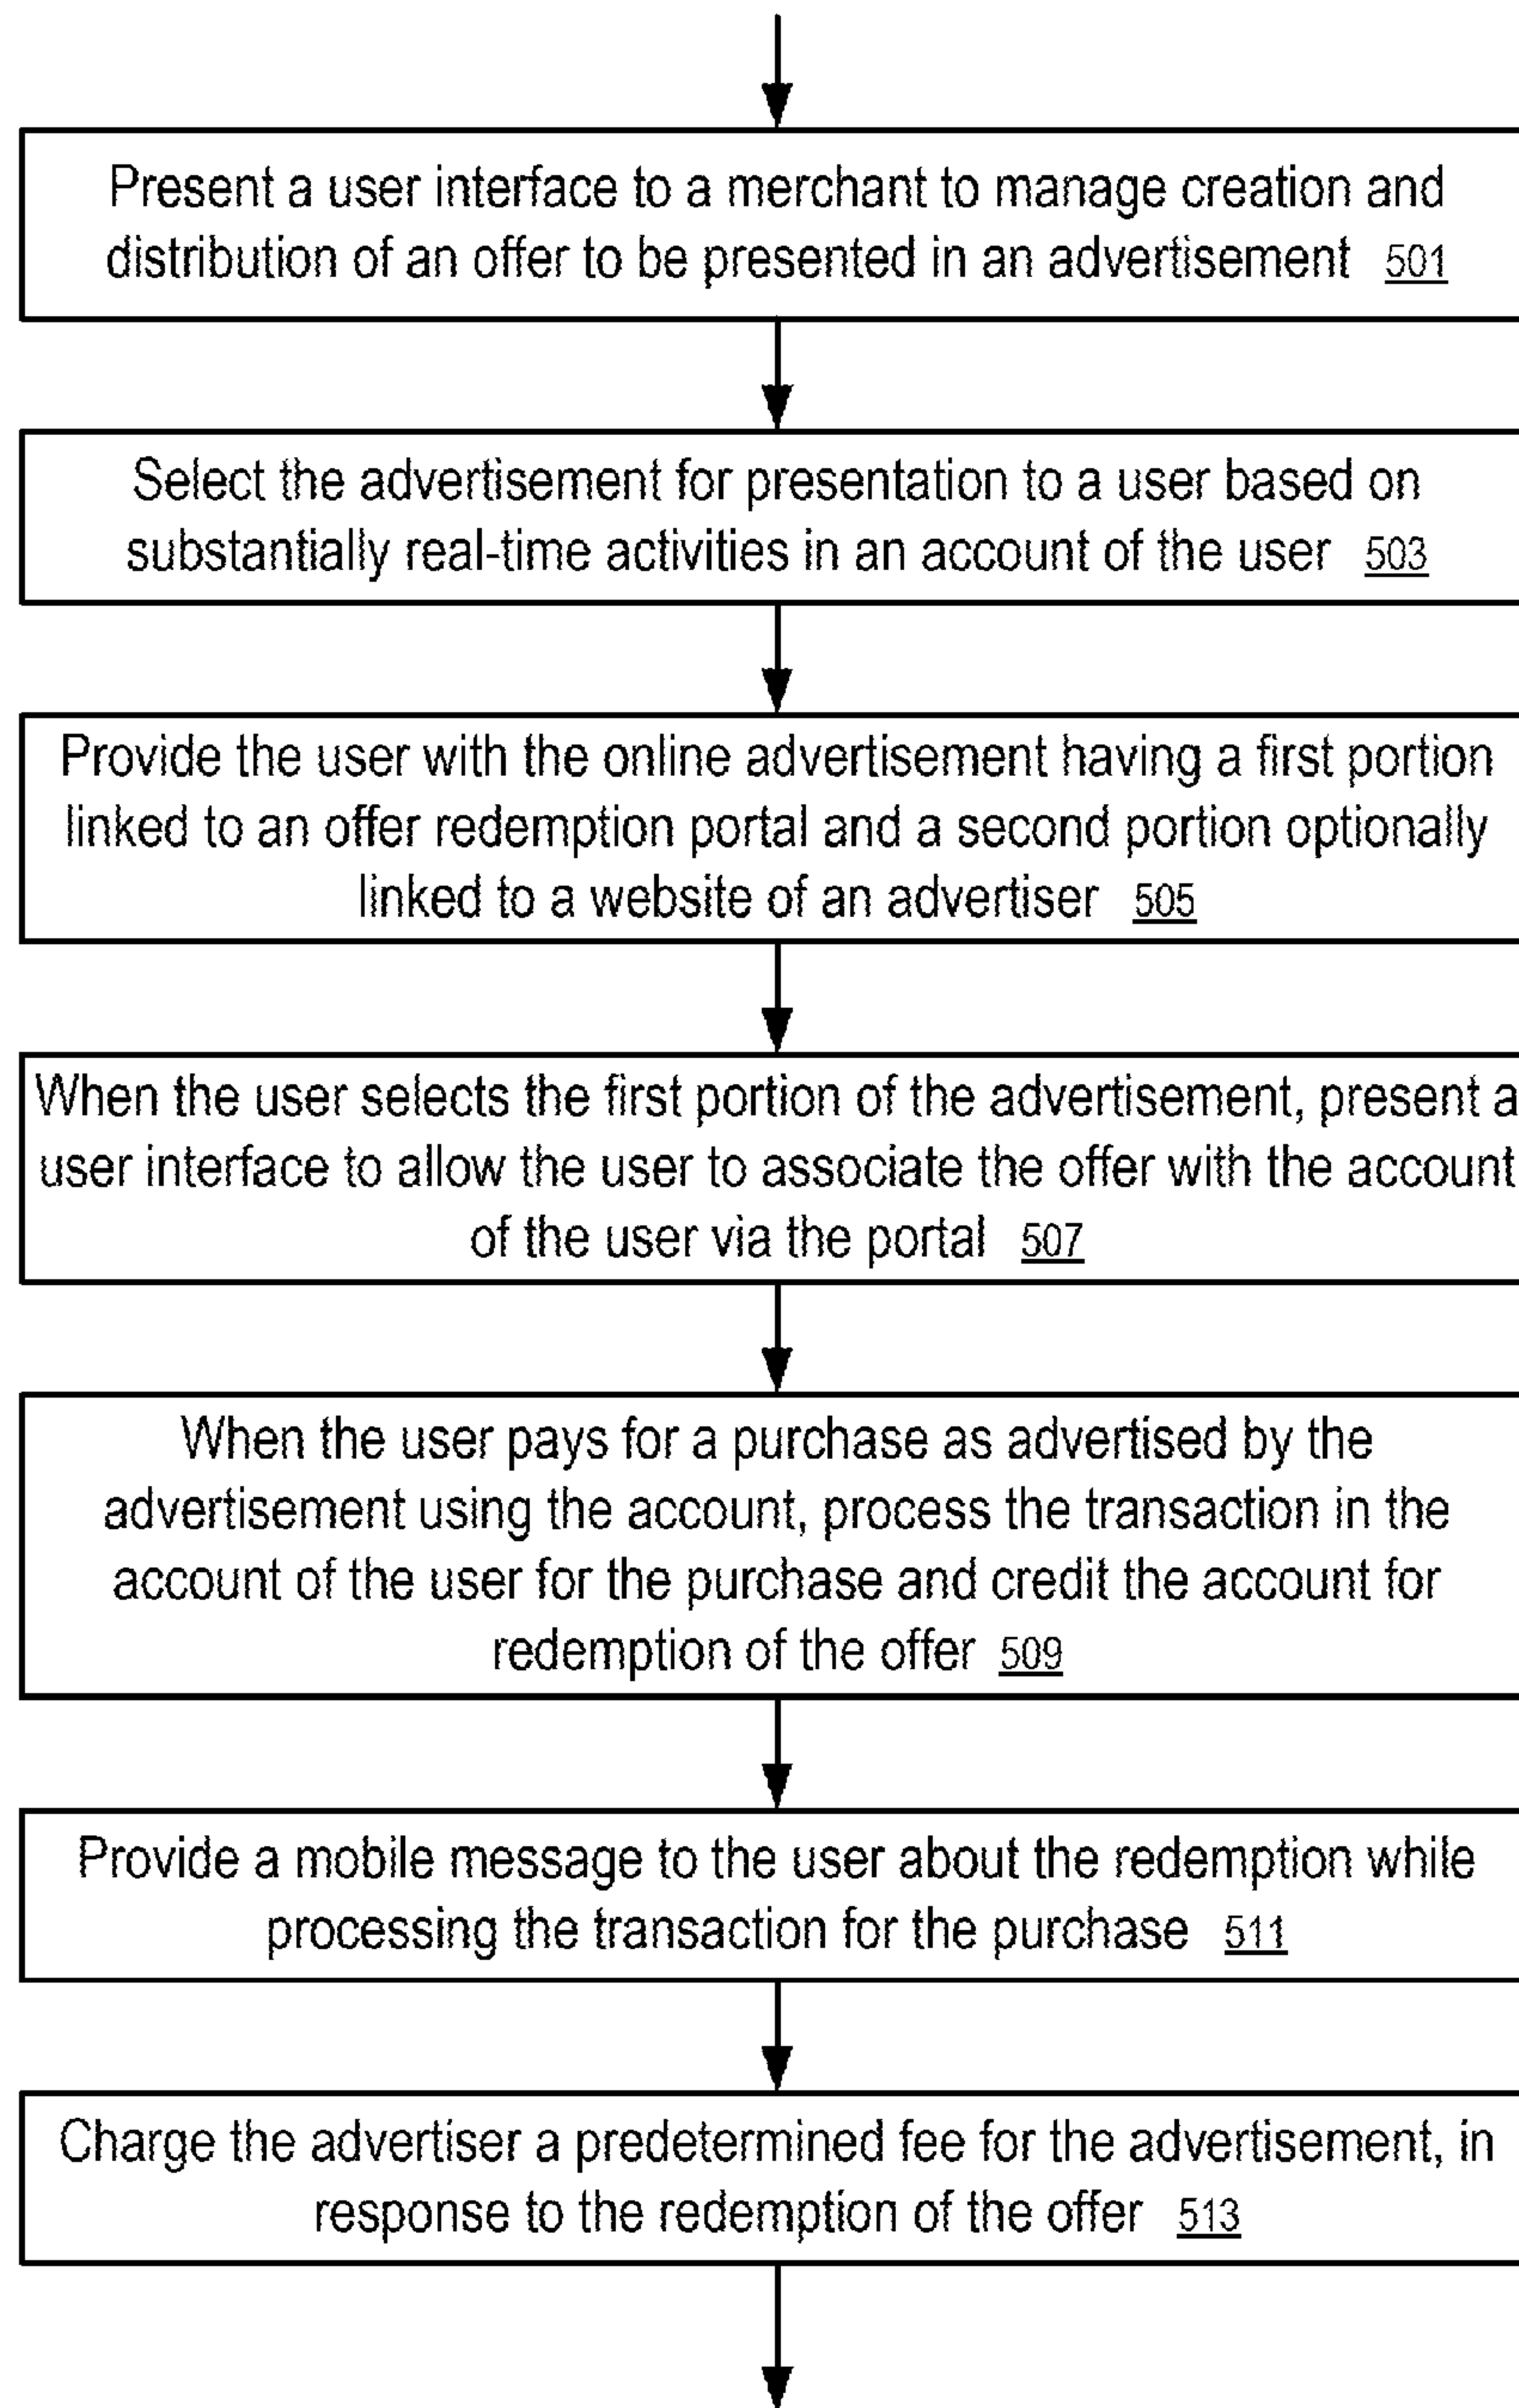 Present a user interface to a merchant to manage creation and
distribution of an offer to be presented in an advertisement 501
Select the advertisement for presentation to a user based on
substantially real-time activities in an account of the user 503
Provide the user with the online advertisement having a first portion
linked to an offer redemption portal and a second portion optionally
linked to a website of an advertiser 505
When the user selects the first portion of the advertisement, present a
user interface to allow the user to associate the offer with the account
of the user via the portal 507
When the user pays for a purchase as advertised by the
advertisement using the account, process the transaction in the
account of the user for the purchase and credit the account for
redemption of the offer 509
Provide a mobile message to the user about the redemption while
processing the transaction for the purchase 511
Charge the advertiser a predetermined fee for the advertisement, in
response to the redemption of the offer 513